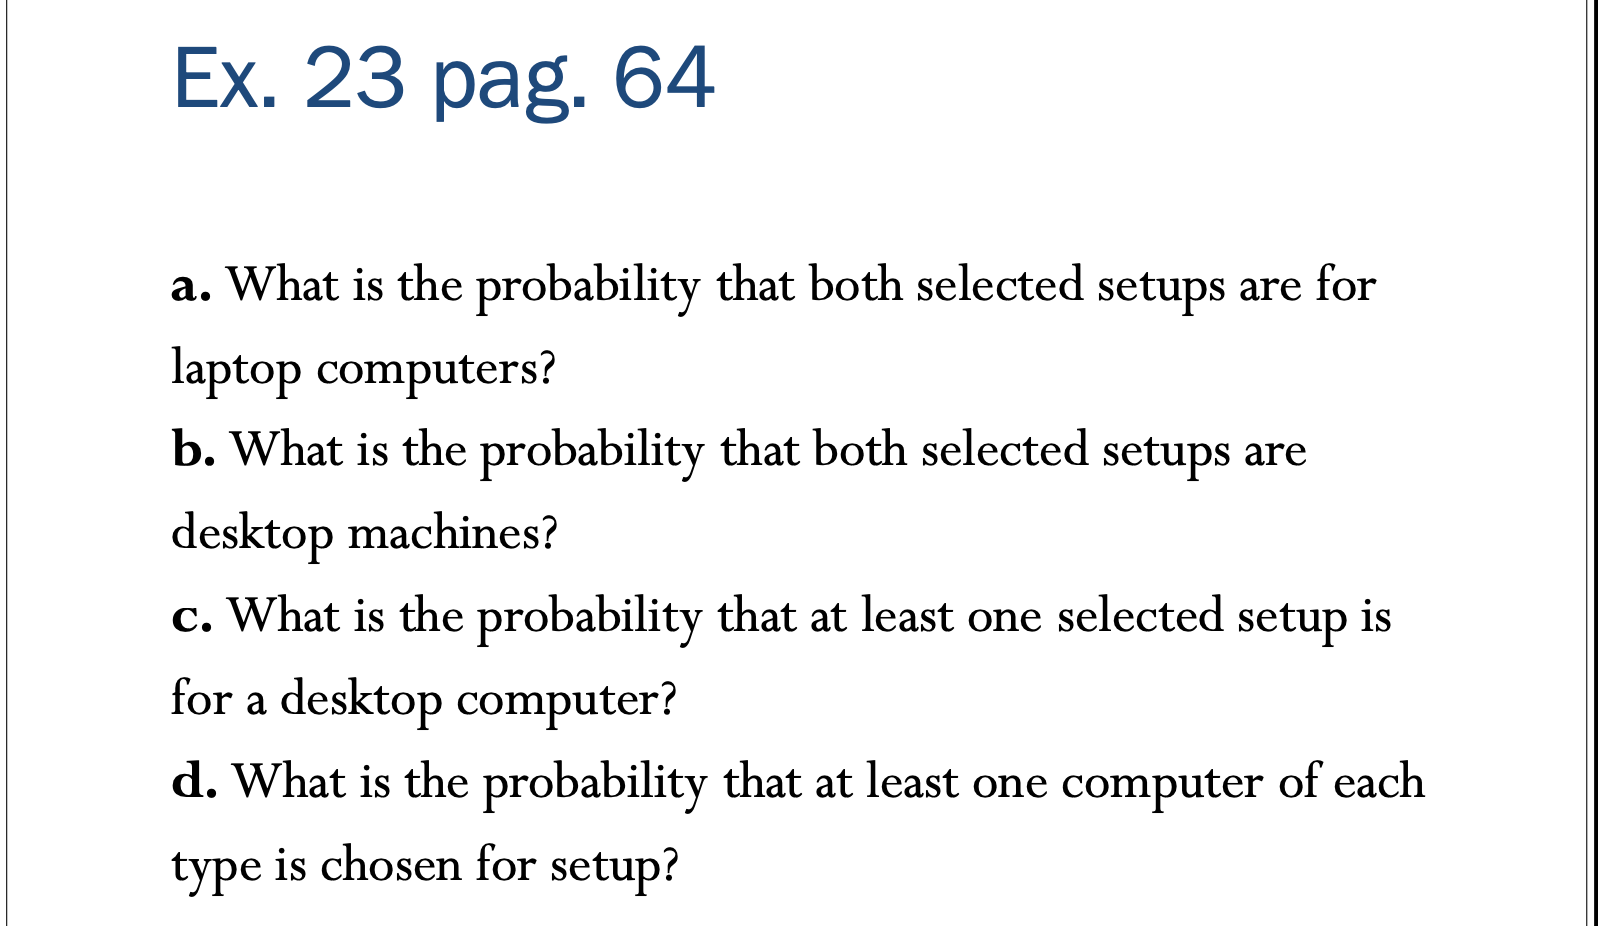 Ex. 23 pag. 64
a. What is the probability that both selected setups are for
laptop computers?
b. What is the probability that both selected setups are
desktop machines?
c. What is the probability that at least one selected setup is
for a desktop computer?
d. What is the probability that at least one computer of each
type is chosen for setup?